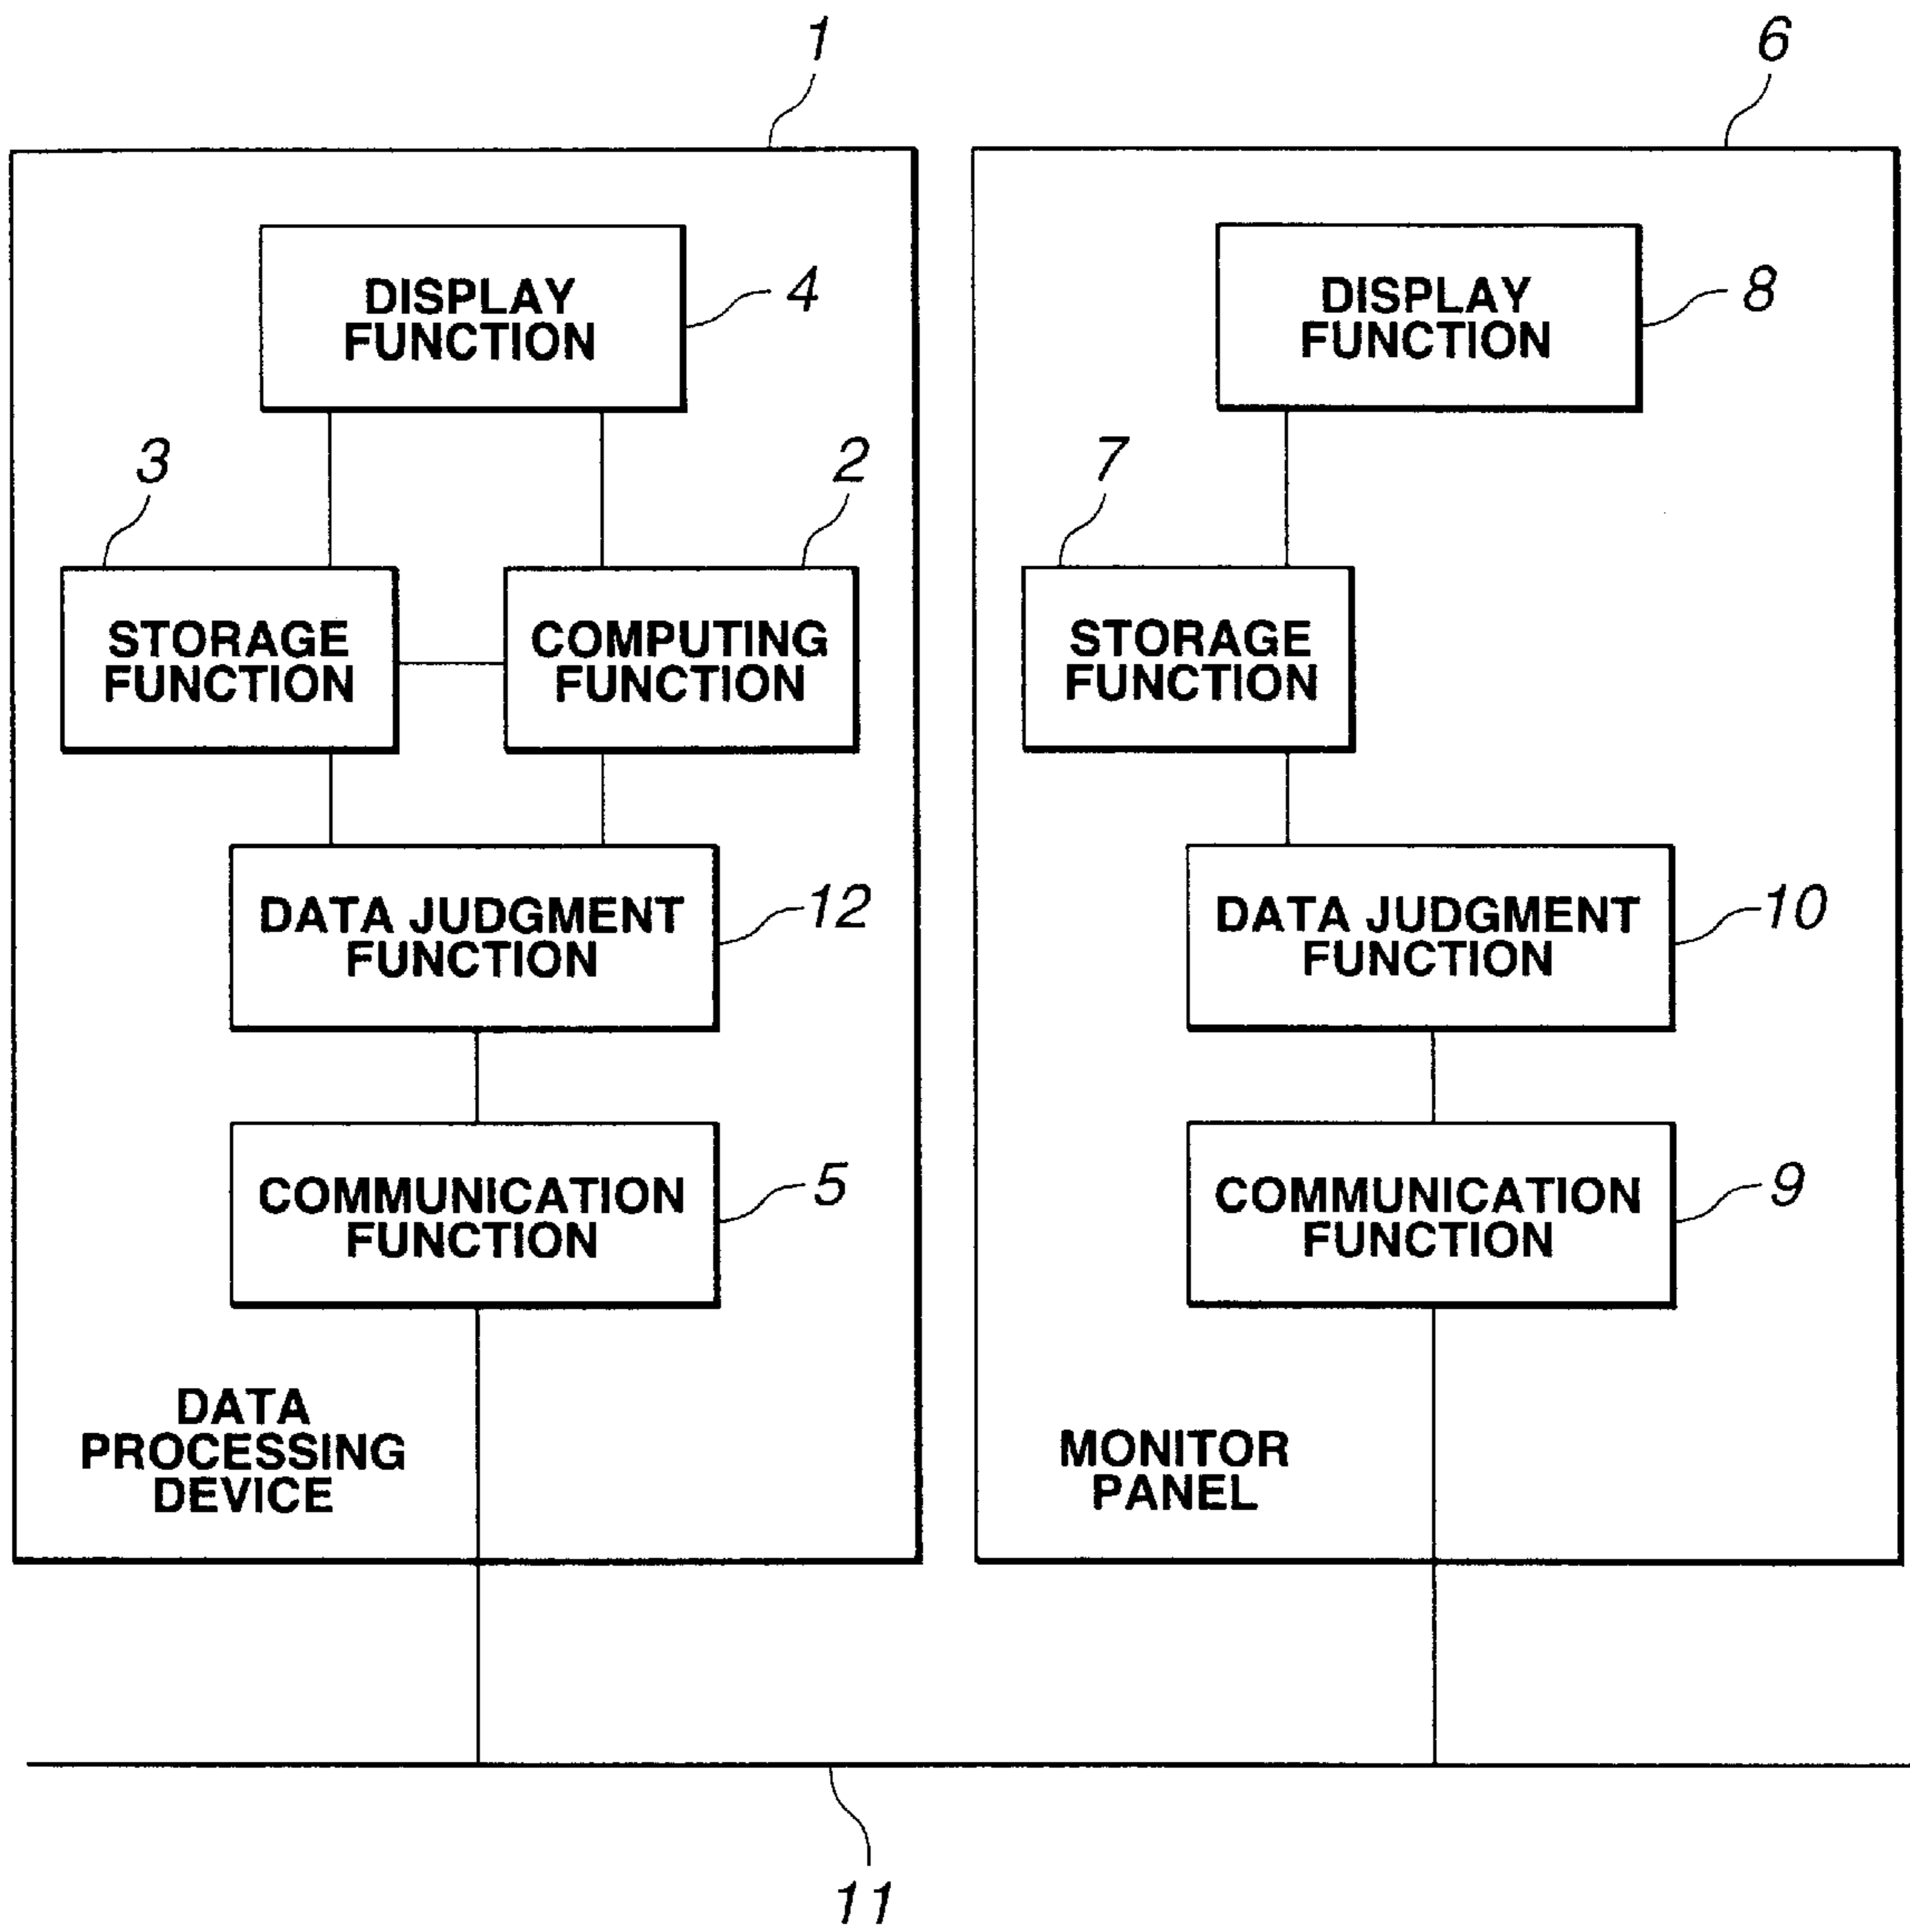 1
6
DISPLAY
FUNCTION
4
DISPLAY
FUNCTION
8
3
2
7
STORAGE
FUNCTION
COMPUTING
FUNCTION
STORAGE
FUNCTION
DATA JUDGMENT
FUNCTION
12
DATA JUDGMENT
FUNCTION
10
COMMUNICATION
FUNCTION
5
COMMUNICATION
FUNCTION
9
DATA
PROCESSING
DEVICE
MONITOR
PANEL
11